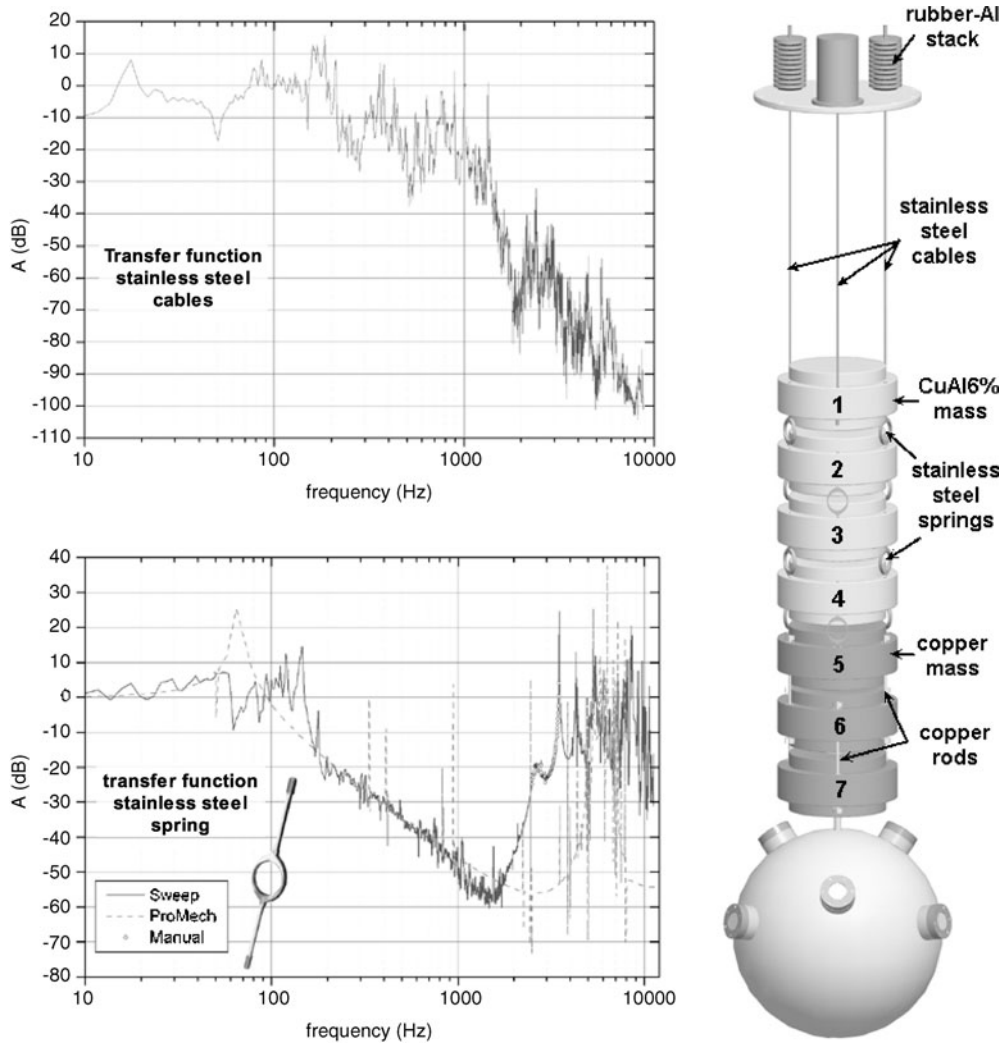 20
10
0
-10
-20
-30
-40
-50
-60
-70
-80
-90
-100
-110
A (dB)
Transfer function
stainless steel
cables
10
100
1000
10000
frequency (Hz)
40
30
20
10
0
-10
-20
-30
-40
-50
-60
-70
-80
A (dB)
transfer function
stainless steel
spring
Sweep
ProMech
Manual
10
100
1000
10000
frequency (Hz)
rubber-Al
stack
stainless
steel
cables
CuAl6%
mass
stainless
steel
springs
copper
mass
copper
rods
1
2
3
4
5
6
7